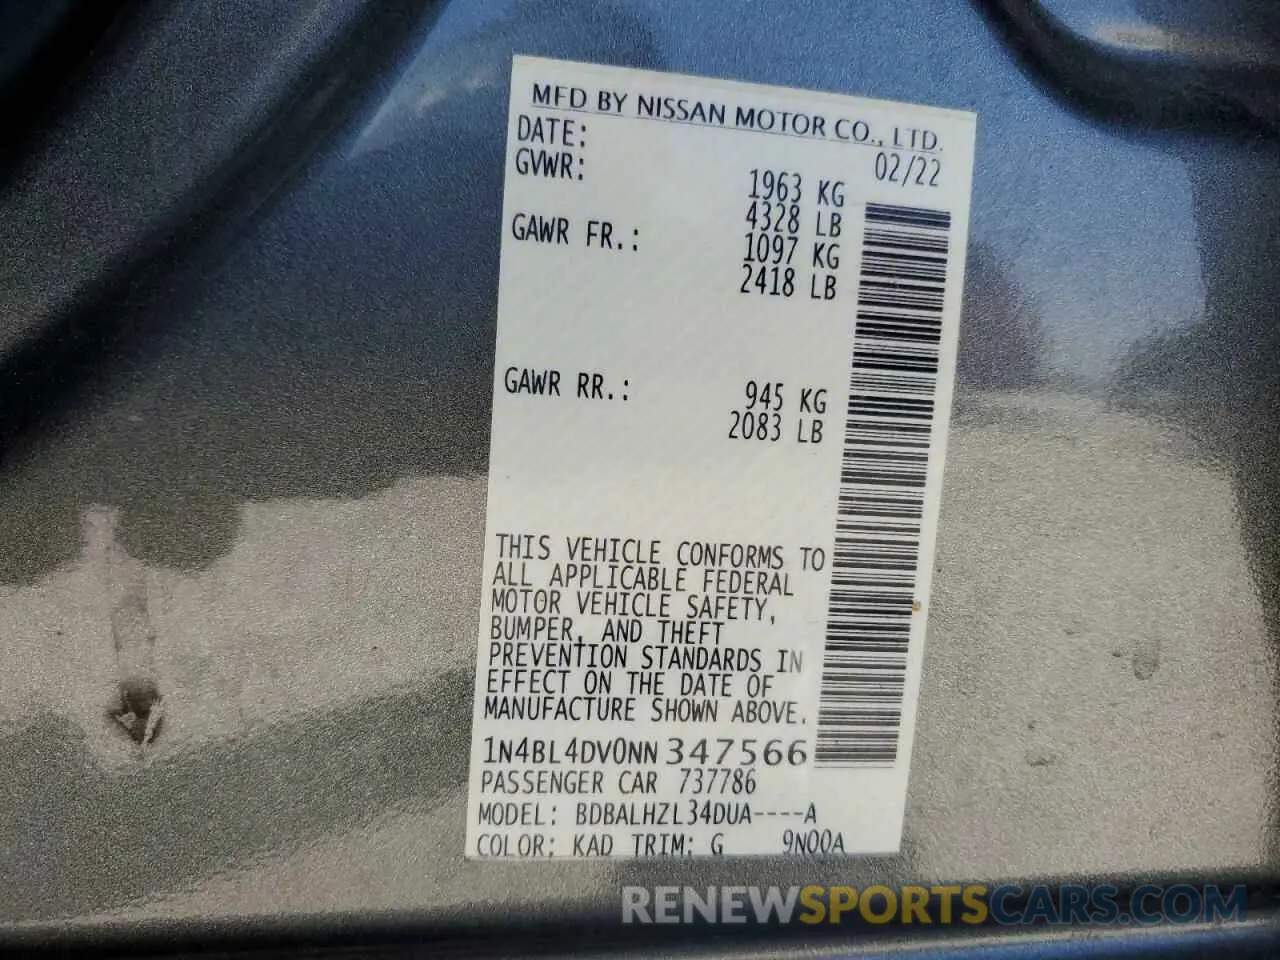 MFD BY NISSAN MOTOR CO., LTD.
DATE: 02/22
GVWR: 1963 KG
4328 LB
GAWR FR.: 1097 KG
2418 LB
GAWR RR.: 945 KG
2083 LB
THIS VEHICLE CONFORMS TO
ALL APPLICABLE FEDERAL
MOTOR VEHICLE SAFETY,
BUMPER, AND THEFT
PREVENTION STANDARDS IN
EFFECT ON THE DATE OF
MANUFACTURE SHOWN ABOVE.
1N4BL4DV0NN347566
PASSENGER CAR 737786
MODEL: BDBALHZL34DUA----A
COLOR: KAD TRIM: G 9N00A
RENEWSPORTSCARS.COM